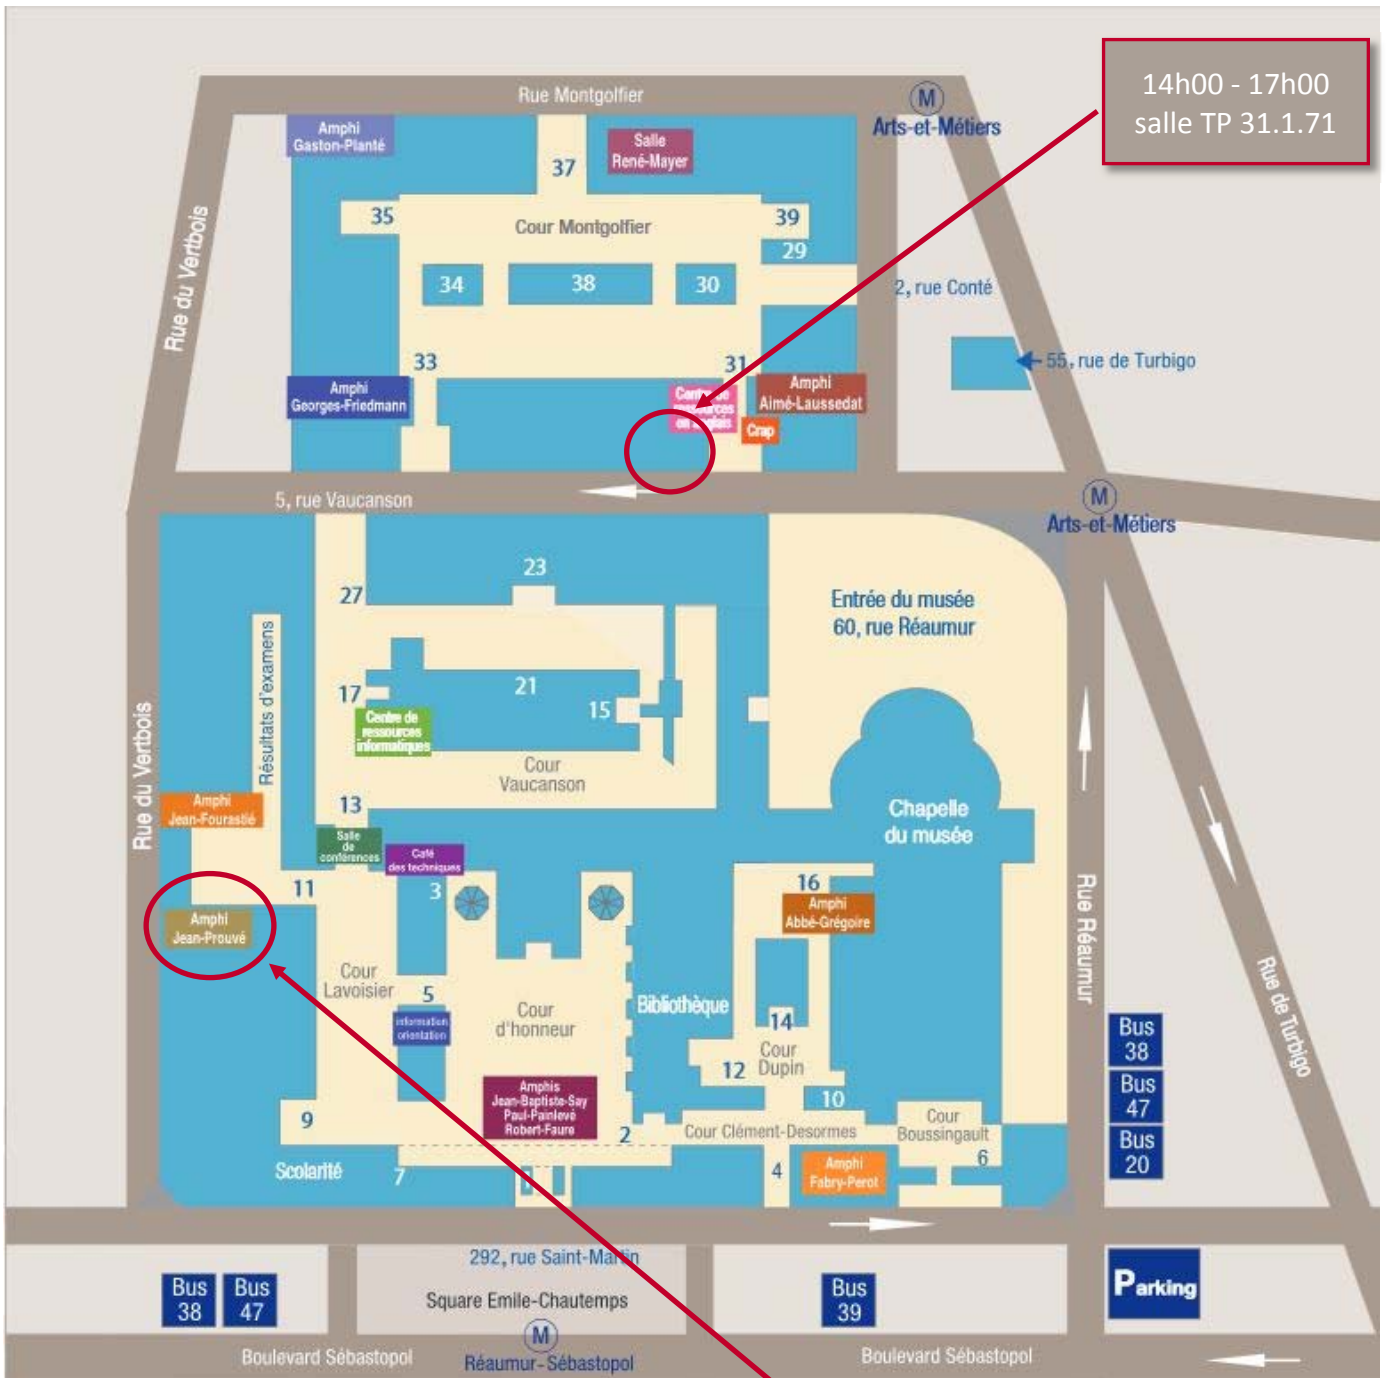 14h00 - 17h00
salle TP 31.1.71
Rue Montgolfier
M
Arts-et-Métiers
Amphi
Gaston-Planté
Salle
René-Mayer
37
35
39
Cour Montgolfier
29
34
38
30
2, rue Conté
Rue du Vertbois
33
31
55, rue de Turbigo
Amphi
Georges-Friedmann
Centre de
ressources
en anglais
Amphi
Aimé-Laussedat
Crap
5, rue Vaucanson
M
Arts-et-Métiers
23
27
Entrée du musée
60, rue Réaumur
Résultats d'examens
17
21
15
Centre de
ressources
informatiques
Rue du Vertbois
Cour
Vaucanson
Amphi
Jean-Fourastié
13
Chapelle
du musée
Salle
de
conférences
Café
des techniques
11
3
16
Amphi
Abbé-Grégoire
Rue Réaumur
Amphi
Jean-Prouvé
Cour
Lavoisier
5
Cour
d'honneur
Bibliothèque
Rue de Turbigo
information
orientation
14
Cour
Dupin
12
Bus
38
Bus
47
Bus
20
Amphis
Jean-Baptiste-Say
Paul-Painlevé
Robert-Faure
10
9
2
Cour Clément-Desormes
Cour
Boussingault
Scolarité
7
1
4
Amphi
Fabry-Perot
6
292, rue Saint-Martin
Bus
38
Bus
47
Square Emile-Chautemps
Bus
39
Parking
M
Boulevard Sébastopol
Réaumur-Sébastopol
Boulevard Sébastopol